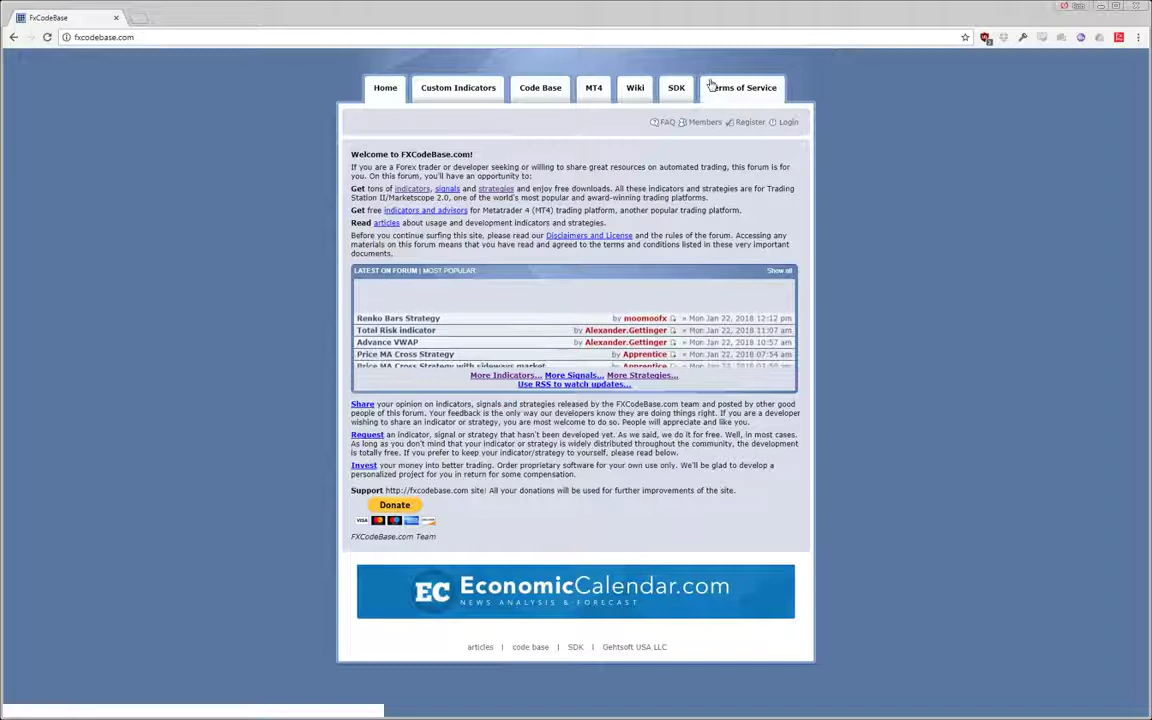 FxCodeBase
Bob
fxcodebase.com
Home
Custom Indicators
Code Base
MT4
Wiki
SDK
Terms of Service
FAQ
Members
Register
Login
Welcome to FXCodeBase.com!
If you are a Forex trader or developer seeking or willing to share great resources on automated trading, this forum is for
you. On this forum, you'll have an opportunity to:
Get tons of indicators, signals and strategies and enjoy free downloads. All these indicators and strategies are for Trading
Station II/Marketscope 2.0, one of the world's most popular and award-winning trading platforms.
Get free indicators and advisors for Metatrader 4 (MT4) trading platform, another popular trading platform.
Read articles about usage and development indicators and strategies.
Before you continue surfing this site, please read our Disclaimers and License and the rules of the forum. Accessing any
materials on this forum means that you have read and agreed to the terms and conditions listed in these very important
documents.
LATEST ON FORUM | MOST POPULAR
Show all
Renko Bars Strategy by moomoofx » Mon Jan 22, 2018 12:12 pm
Total Risk indicator by Alexander.Gettinger » Mon Jan 22, 2018 11:07 am
Advance VWAP by Alexander.Gettinger » Mon Jan 22, 2018 10:57 am
Price MA Cross Strategy by Apprentice » Mon Jan 22, 2018 07:54 am
Price MA Cross Strategy with sideways market by Apprentice » Mon Jan 22, 2018
More Indicators... More Signals... More Strategies...
Use RSS to watch updates...
Share your opinion on indicators, signals and strategies released by the FXCodeBase.com team and posted by other good
people of this forum. Your feedback is the only way our developers know they are doing things right. If you are a developer
wishing to share an indicator or strategy, you are most welcome to do so. People will appreciate and like you.
Request an indicator, signal or strategy that hasn't been developed yet. As we said, we do it for free. Well, in most cases.
As long as you don't mind that your indicator or strategy is widely distributed throughout the community, the development
is totally free. If you prefer to keep your indicator/strategy to yourself, please read below.
Invest your money into better trading. Order proprietary software for your own use only. We'll be glad to develop a
personalized project for you in return for some compensation.
Support http://fxcodebase.com site! All your donations will be used for further improvements of the site.
Donate
VISA
FXCodeBase.com Team
EC EconomicCalendar.com
NEWS ANALYSIS & FORECAST
articles | code base | SDK | Gehtsoft USA LLC